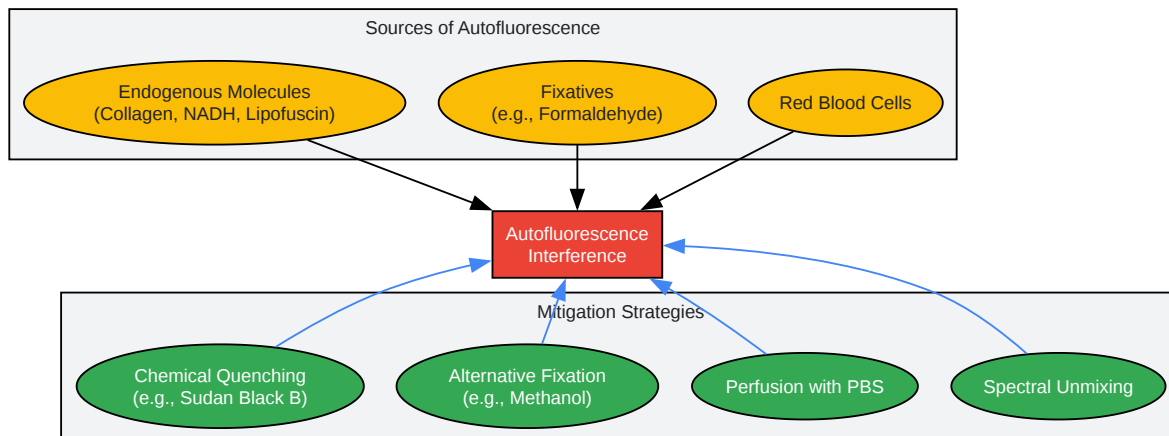 Sources of Autofluorescence
Endogenous Molecules
(Collagen, NADH, Lipofuscin)
Fixatives
(e.g., Formaldehyde)
Red Blood Cells
Autofluorescence
Interference
Mitigation Strategies
Chemical Quenching
(e.g., Sudan Black B)
Alternative Fixation
(e.g., Methanol)
Perfusion with PBS
Spectral Unmixing